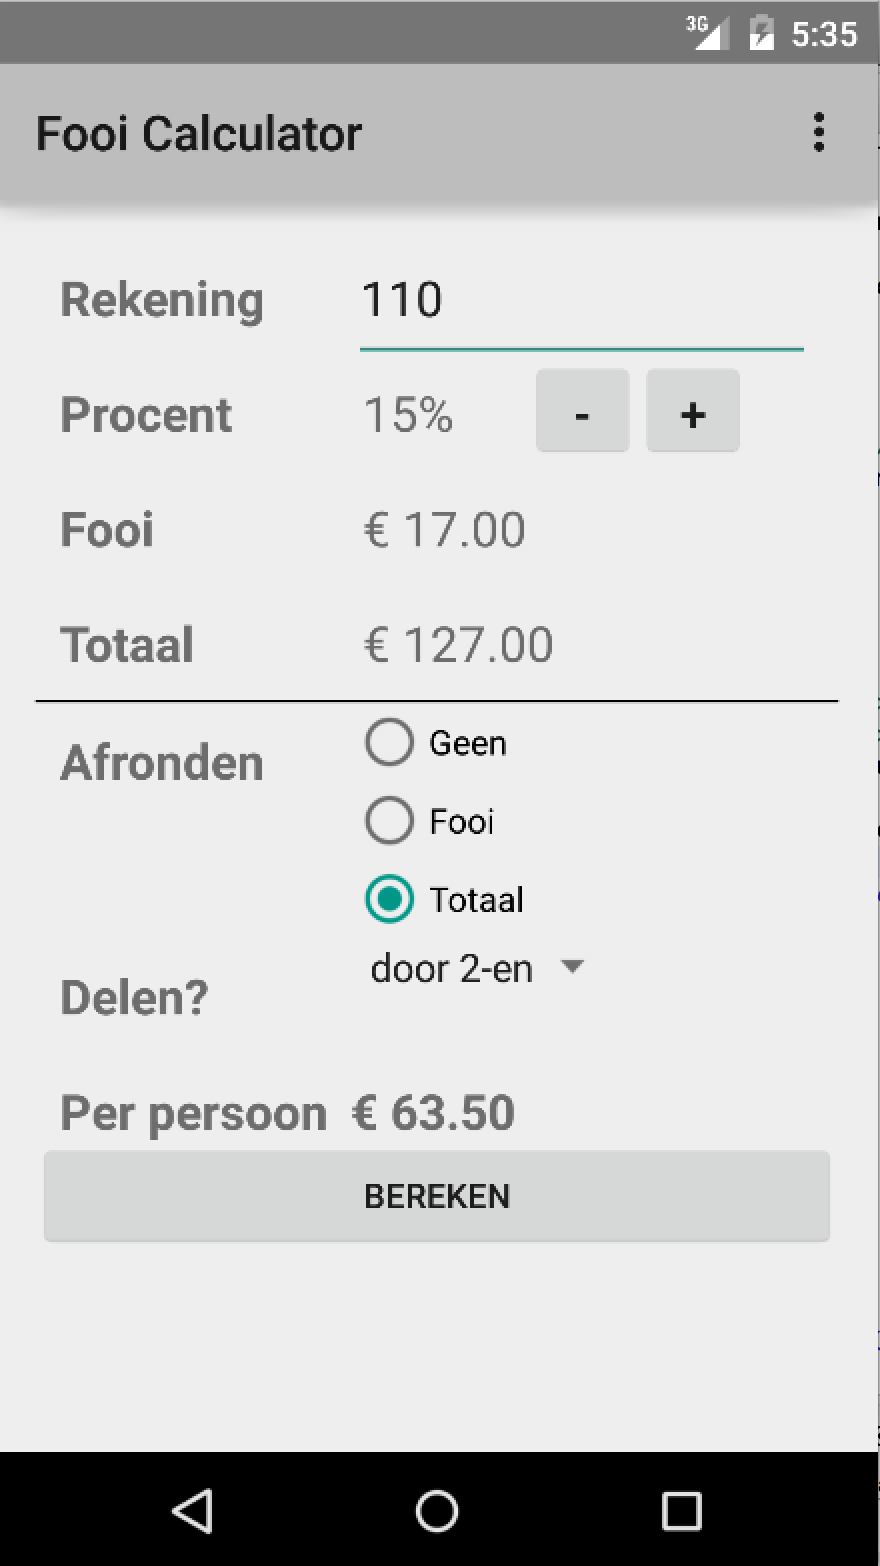 3G 5:35
Fooi Calculator
Rekening 110
Procent 15% - +
Fooi € 17.00
Totaal € 127.00
Afronden
Geen
Fooi
Totaal
door 2-en
Delen?
Per persoon € 63.50
BEREKEN